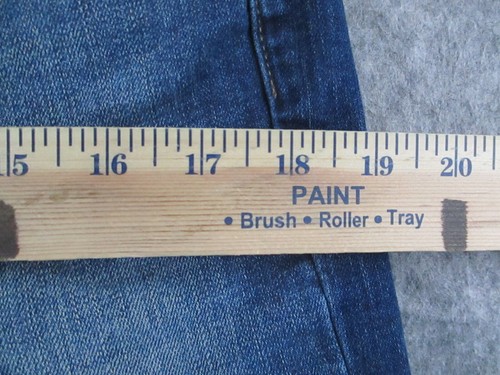 15 16 17 18 19 20
PAINT
• Brush • Roller • Tray